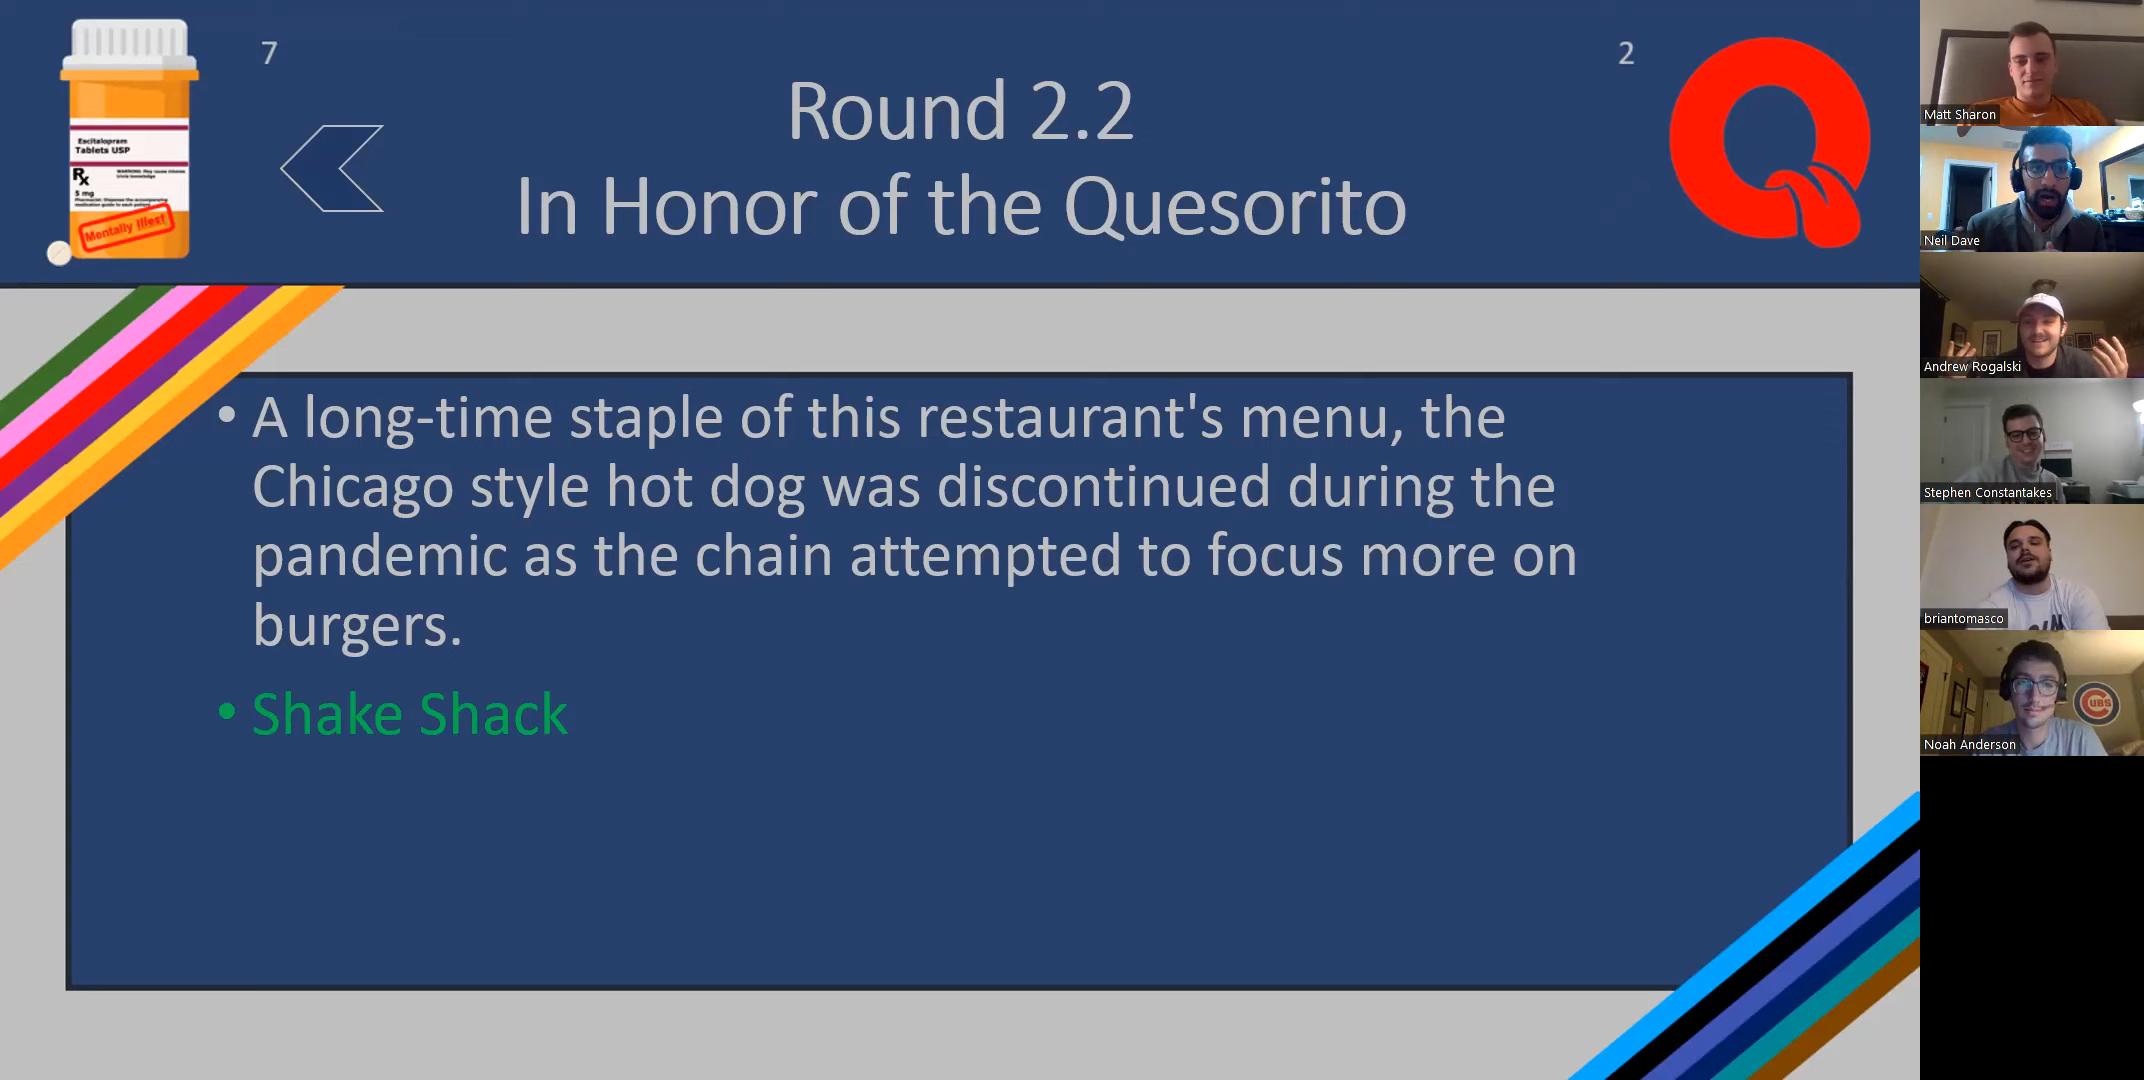 7
2
Round 2.2
In Honor of the Quesorito
Escitalopram
Tablets USP
Rx
5 mg
Mentally Illest!
• A long-time staple of this restaurant's menu, the
Chicago style hot dog was discontinued during the
pandemic as the chain attempted to focus more on
burgers.
• Shake Shack
Matt Sharon
Neil Dave
Andrew Rogalski
Stephen Constantakes
briantomasco
Noah Anderson
CUBS